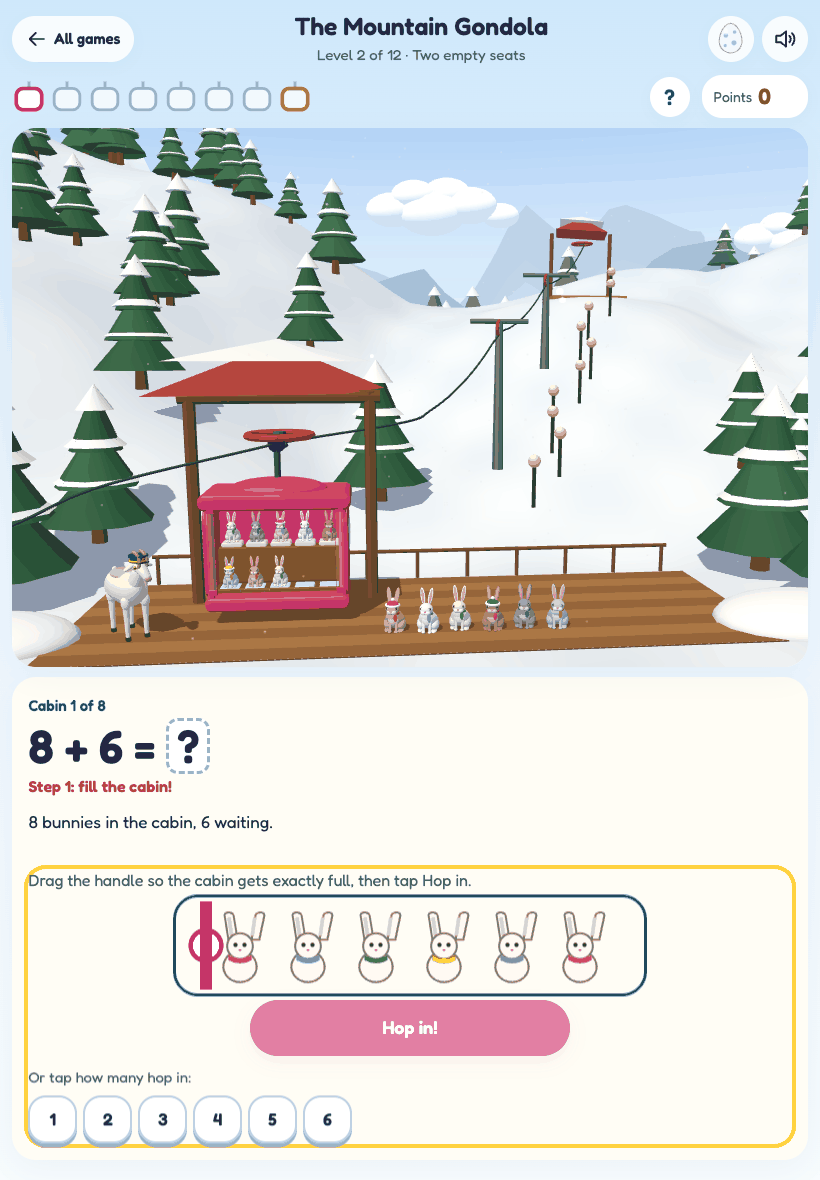 All games
The Mountain Gondola
Level 2 of 12 · Two empty seats
?
Points 0
Cabin 1 of 8
8 + 6 = ?
Step 1: fill the cabin!
8 bunnies in the cabin, 6 waiting.
Drag the handle so the cabin gets exactly full, then tap Hop in.
Hop in!
Or tap how many hop in:
1 2 3 4 5 6